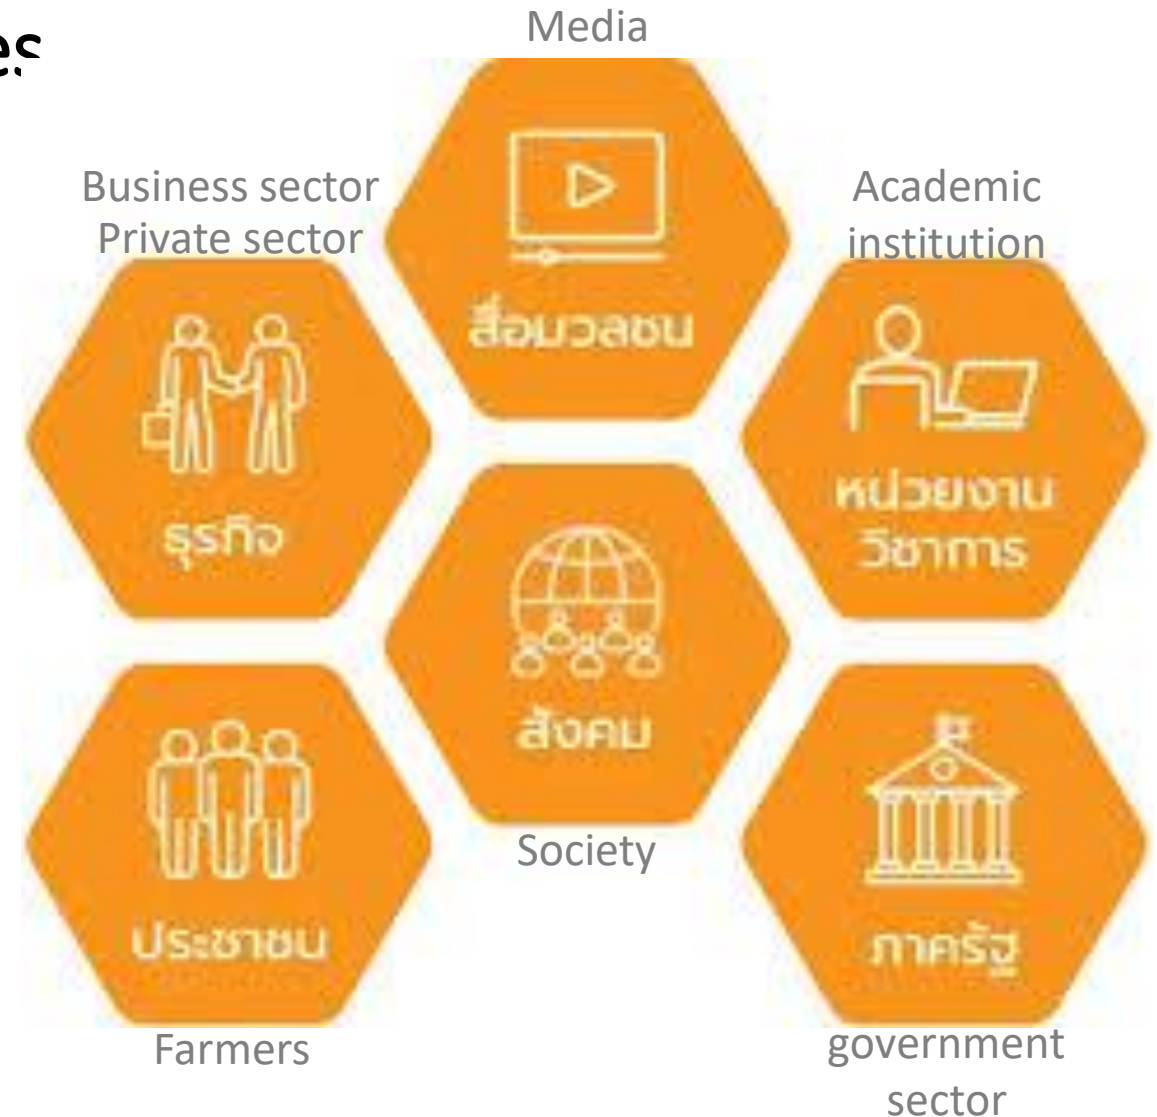 es
Media
สื่อมวลชน
Business sector
Private sector
ธุรกิจ
Academic
institution
หน่วยงาน
วิชาการ
สังคม
Society
ประชาชน
Farmers
ภาครัฐ
government
sector